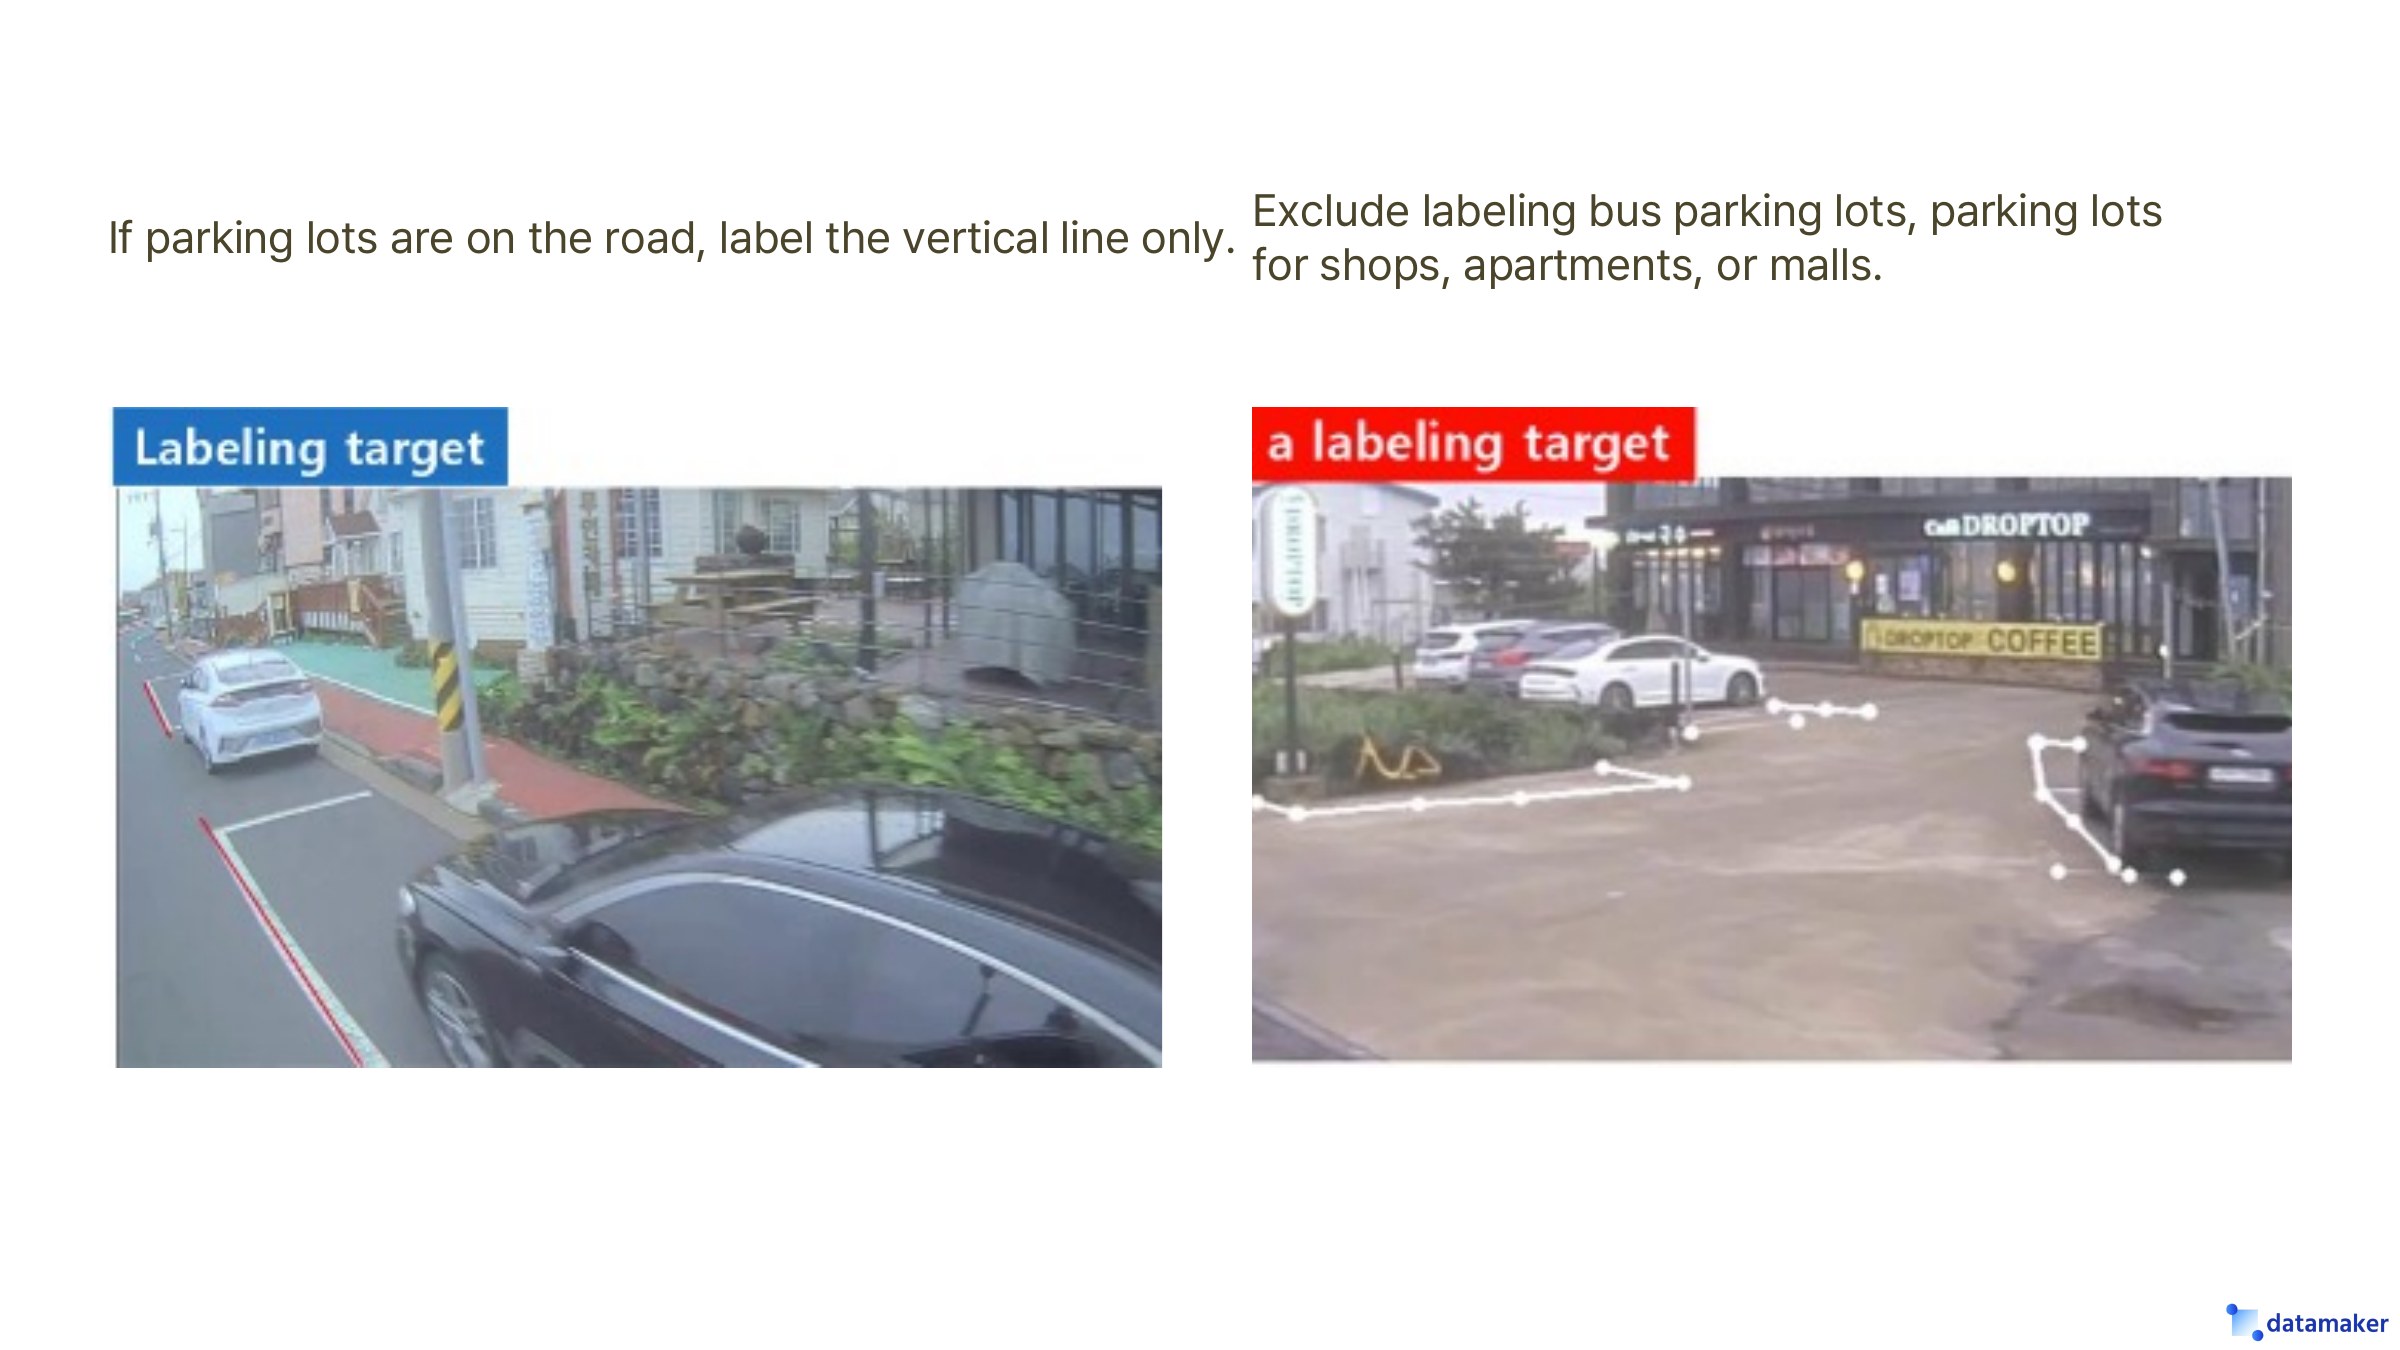 If parking lots are on the road, label the vertical line only.
Exclude labeling bus parking lots, parking lots
for shops, apartments, or malls.
Labeling target
a labeling target
DROPTOP
DROPTOP COFFEE
datamaker